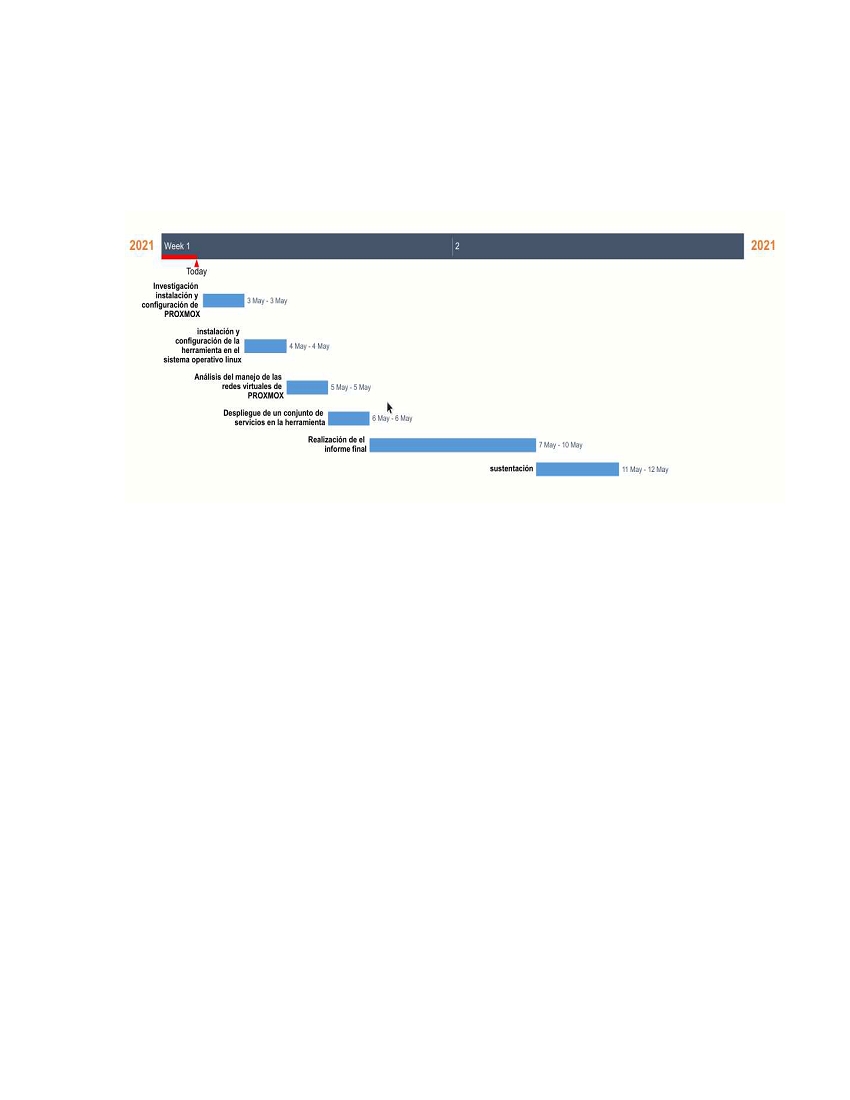 2021 Week 1 2 2021
Today
Investigación
instalación y
configuración de
PROXMOX
3 May - 3 May
instalación y
configuración de la
herramienta en el
sistema operativo linux
4 May - 4 May
Análisis del manejo de las
redes virtuales de
PROXMOX
5 May - 5 May
Despliegue de un conjunto de
servicios en la herramienta
6 May - 6 May
Realización de el
informe final
7 May - 10 May
sustentación
11 May - 12 May